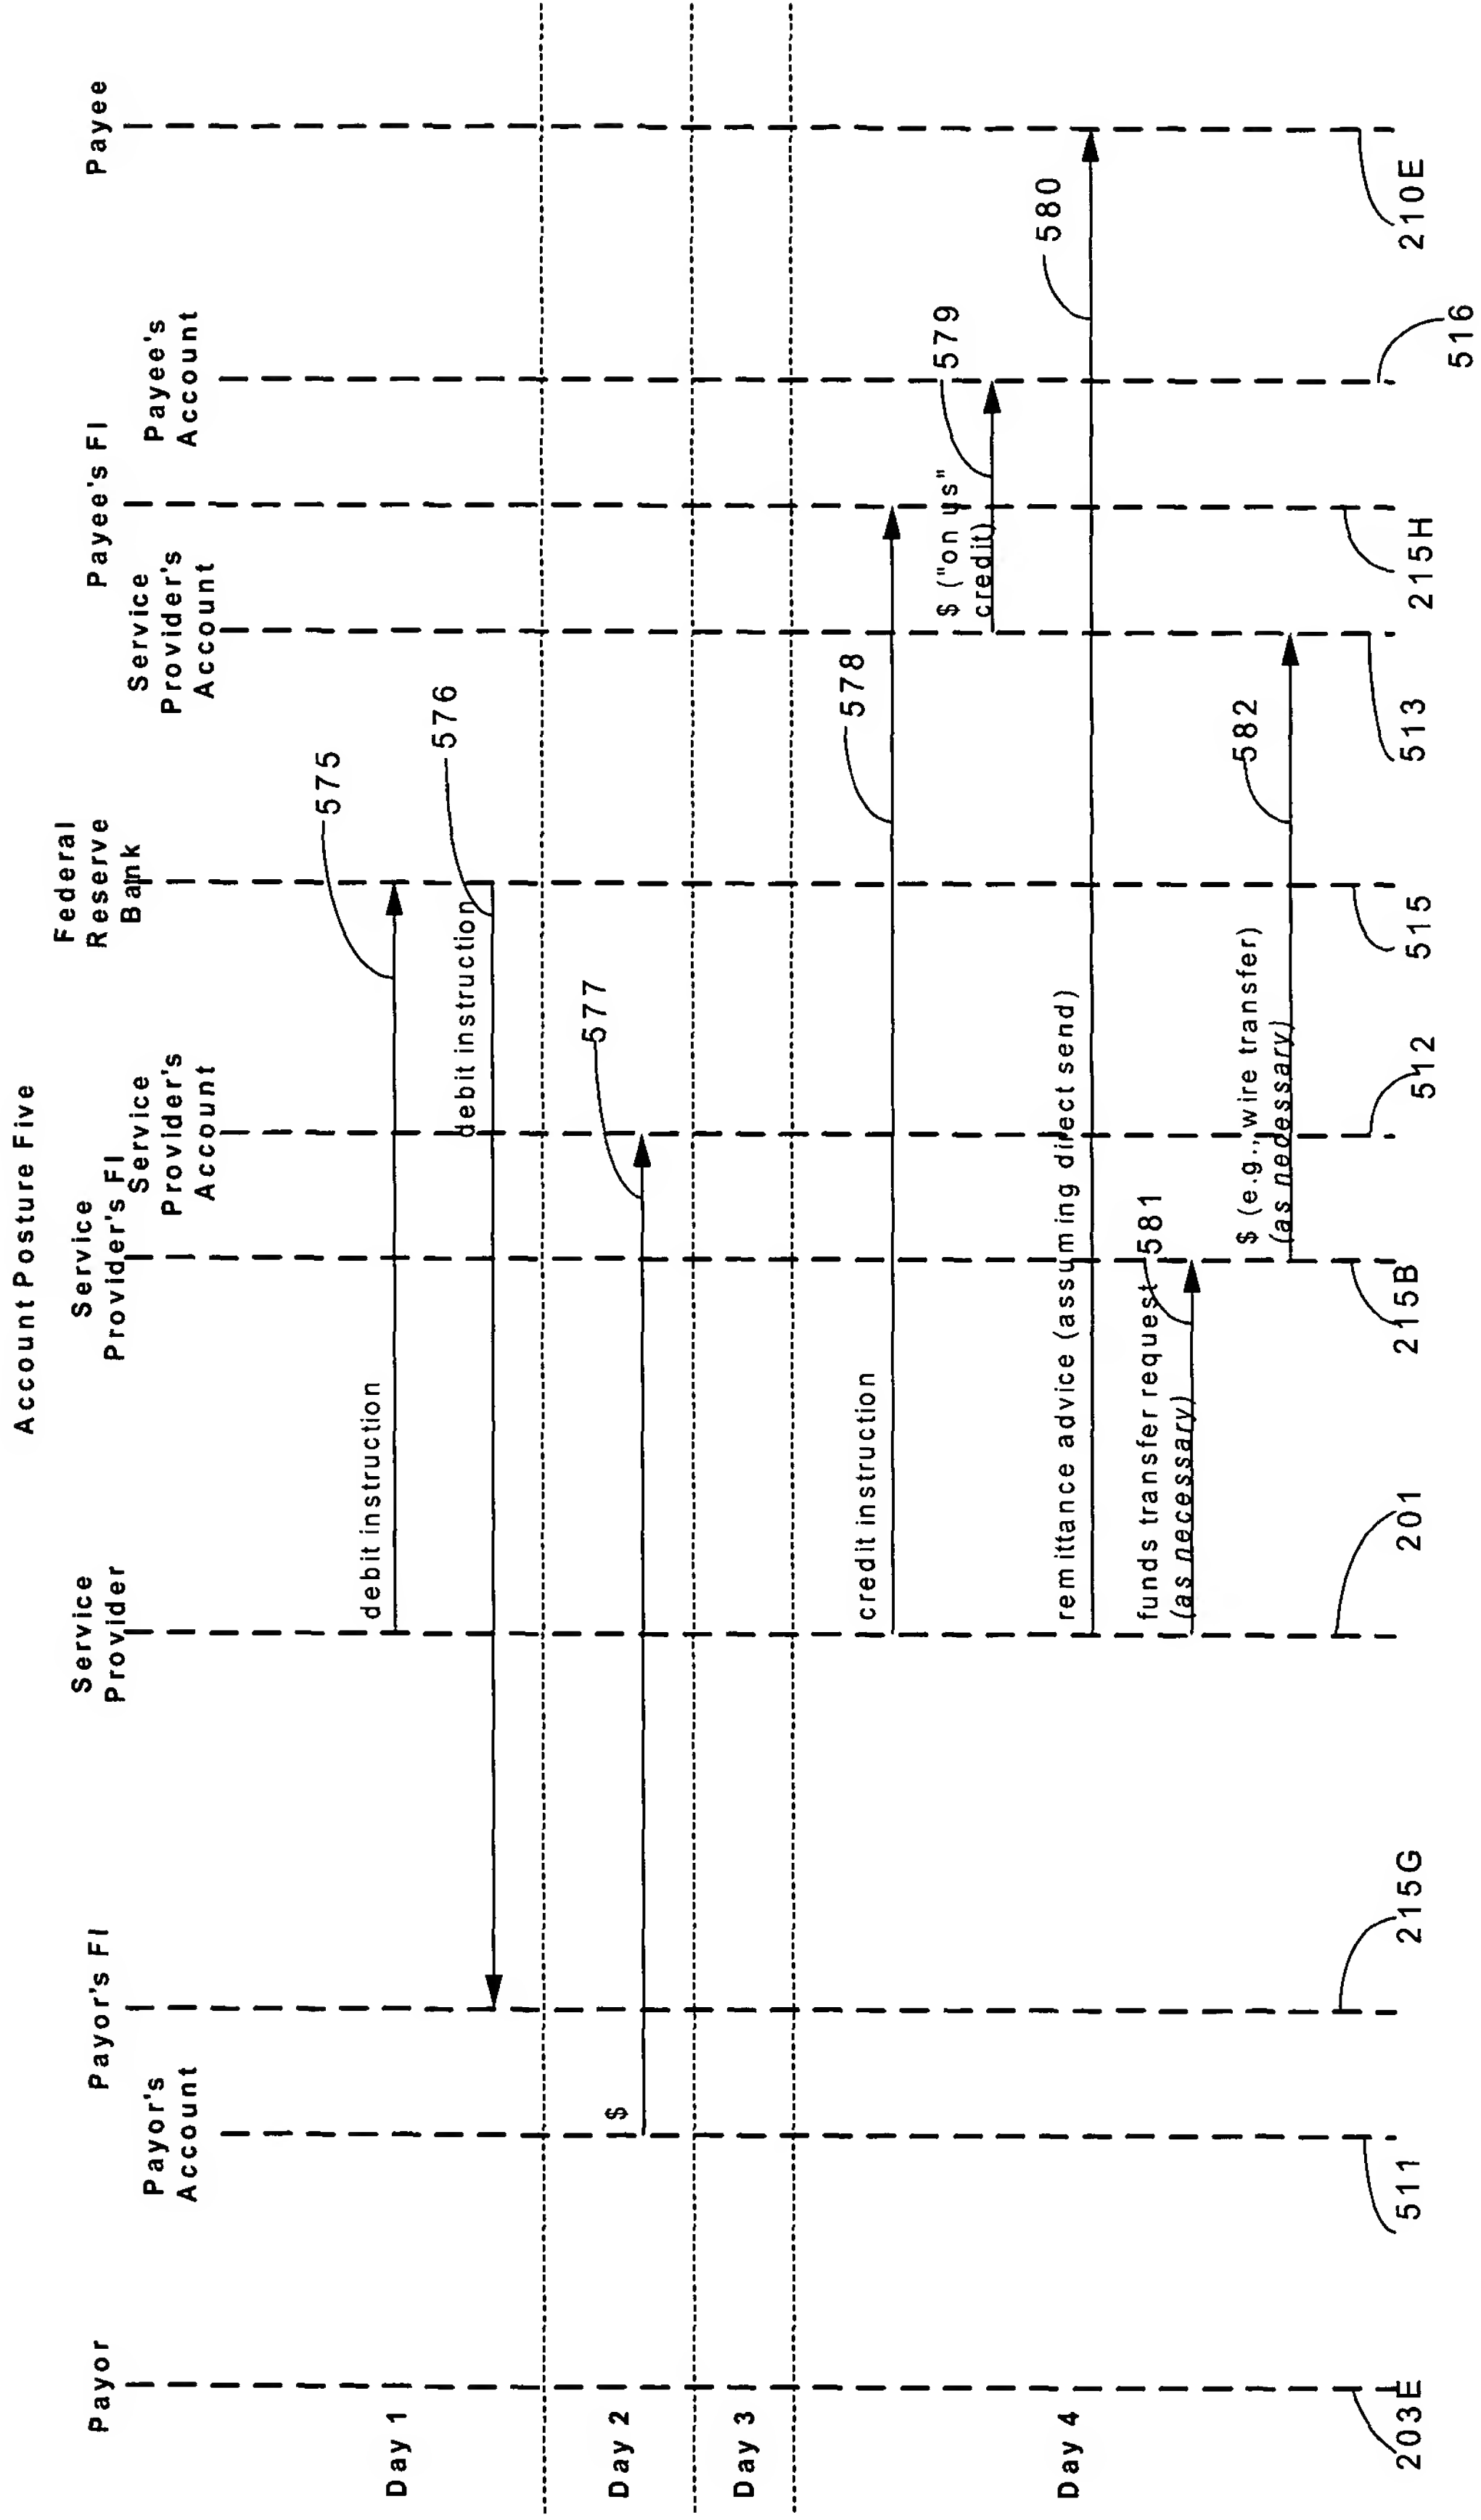 Account Posture Five
Payor
Payor's
Account
Payor's FI
Service
Provider
Service
Provider's FI
Service
Provider's
Account
Federal
Reserve
Bank
Service
Provider's
Account
Payee's FI
Payee's
Account
Payee
Day 1
debit instruction
575
debit instruction
576
Day 2
$
577
Day 3
Day 4
credit instruction
578
$ ("on us"
credit)
579
remittance advice (assuming direct send)
580
funds transfer request
(as necessary)
581
$ (e.g., wire transfer)
(as necessary)
582
203E
511
215G
201
215B
512
515
513
215H
516
210E